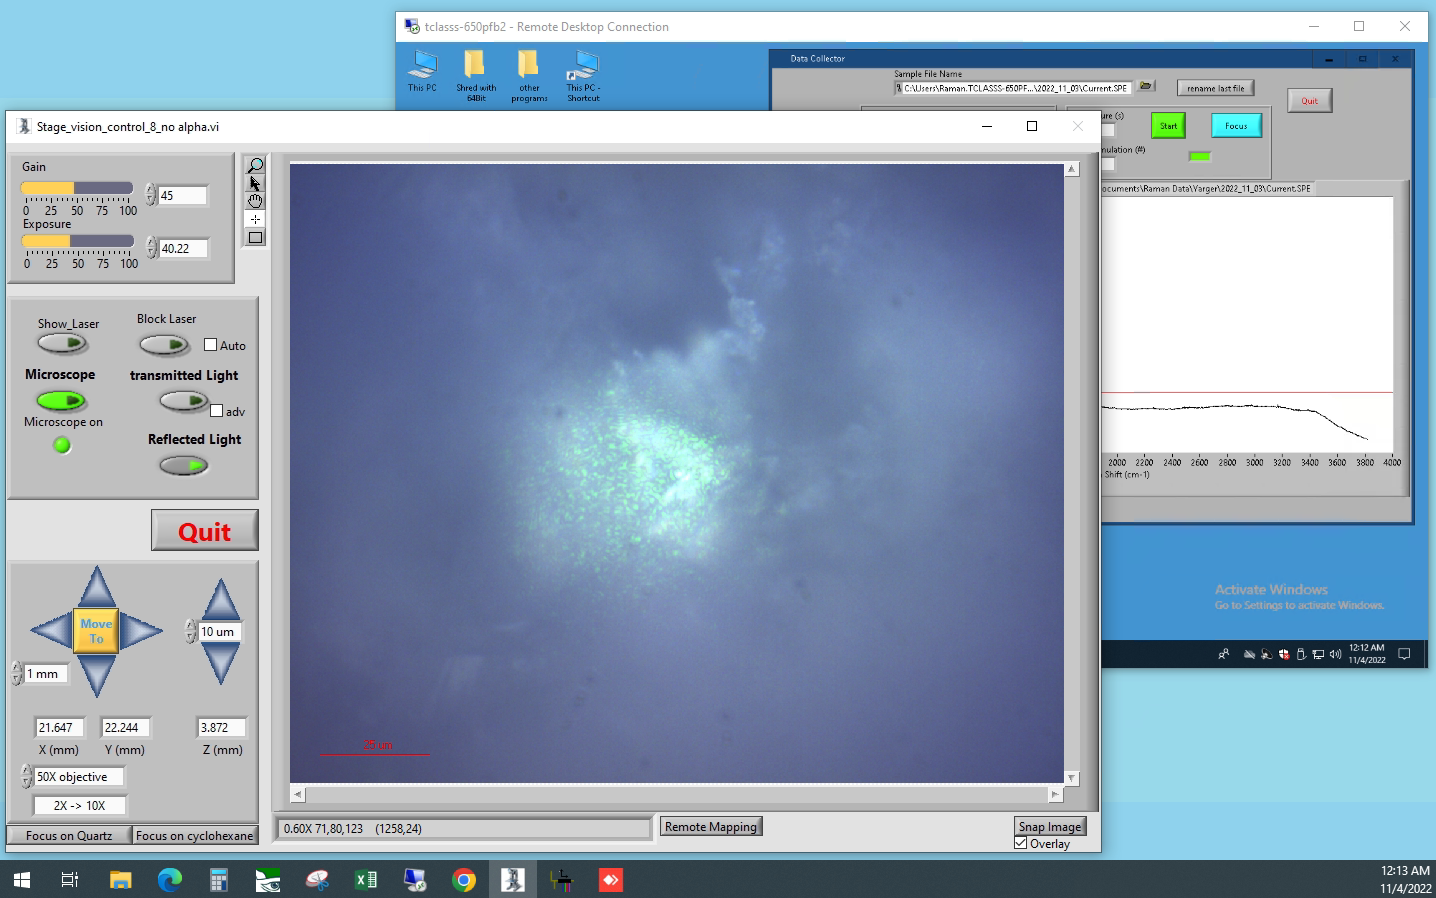 tclasss-650pfb2 - Remote Desktop Connection
This PC
Shred with 64Bit
other programs
This PC - Shortcut
Data Collector
Sample File Name
C:\Users\Raman.TCLASSS-650PF...\2022_11_03\Current.SPE
rename last file
Quit
ure (s)
Start
Focus
mulation (#)
ocuments\Raman Data\Yarger\2022_11_03\Current.SPE
2000 2200 2400 2600 2800 3000 3200 3400 3600 3800 4000
Shift (cm-1)
Activate Windows
Go to Settings to activate Windows.
12:12 AM
11/4/2022
Stage_vision_control_8_no alpha.vi
Gain
45
0 25 50 75 100
Exposure
40.22
0 25 50 75 100
Show_Laser
Block Laser
Auto
Microscope
transmitted Light
adv
Microscope on
Reflected Light
Quit
Move To
10 um
1 mm
21.647
22.244
3.872
X (mm)
Y (mm)
Z (mm)
50X objective
2X -> 10X
Focus on Quartz
Focus on cyclohexane
25 um
0.60X 71,80,123 (1258,24)
Remote Mapping
Snap Image
Overlay
12:13 AM
11/4/2022